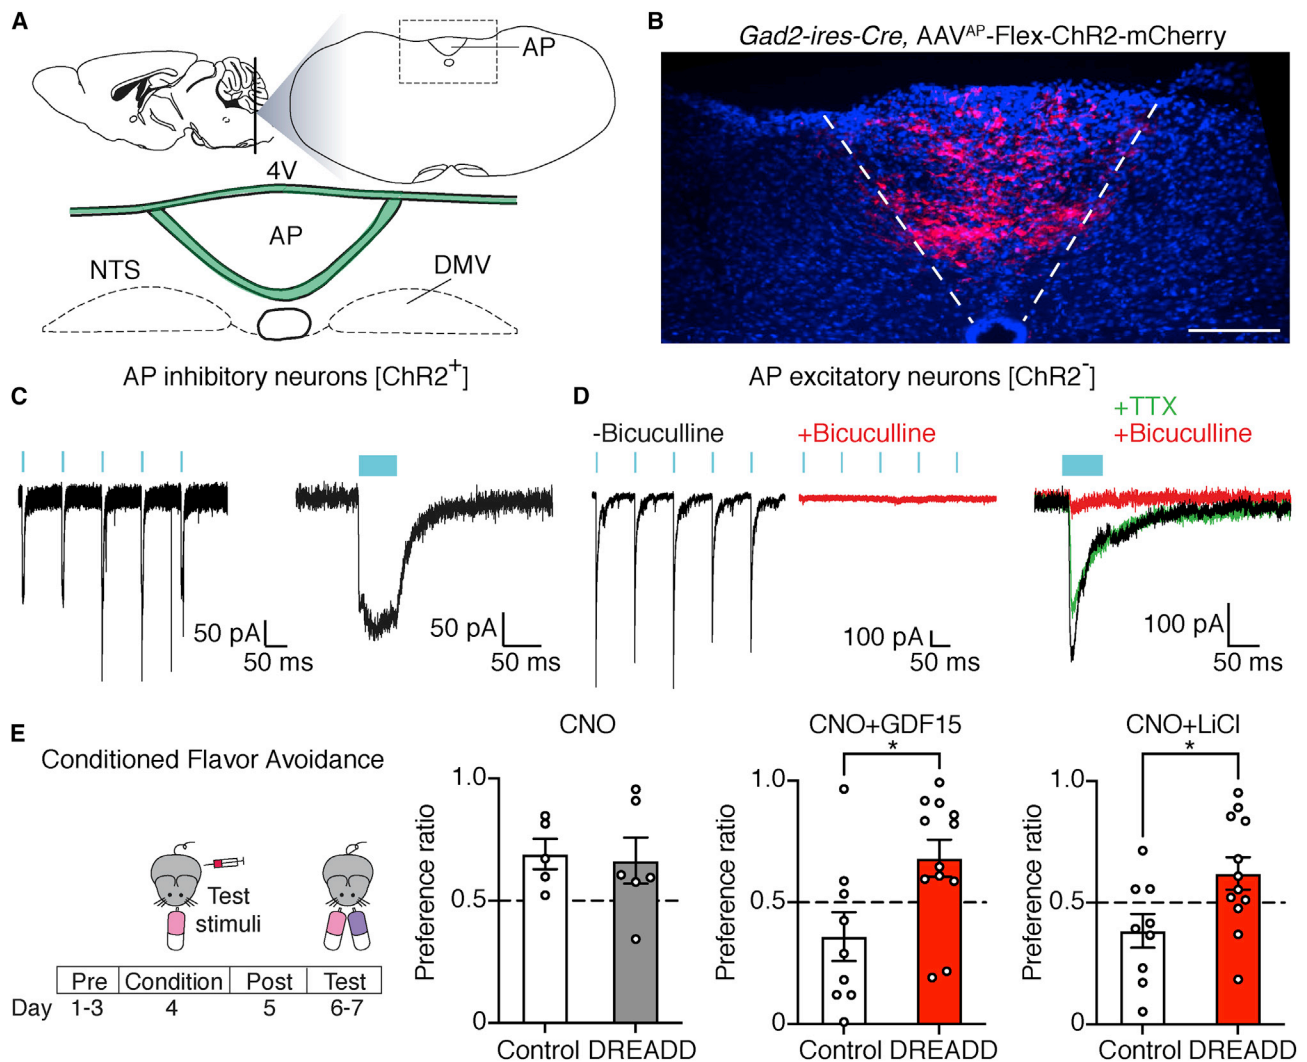 A
AP
4V
AP
NTS
DMV
B
Gad2-ires-Cre, AAV^AP-Flex-ChR2-mCherry
AP inhibitory neurons [ChR2+]
C
50 pA
50 ms
50 pA
50 ms
AP excitatory neurons [ChR2-]
D
-Bicuculline
+Bicuculline
+TTX
+Bicuculline
100 pA
50 ms
100 pA
50 ms
E
Conditioned Flavor Avoidance
Test
stimuli
Pre Condition Post Test
Day 1-3 4 5 6-7
CNO
Preference ratio
1.0
0.5
0
Control DREADD
CNO+GDF15
*
Preference ratio
1.0
0.5
0
Control DREADD
CNO+LiCl
*
Preference ratio
1.0
0.5
0
Control DREADD